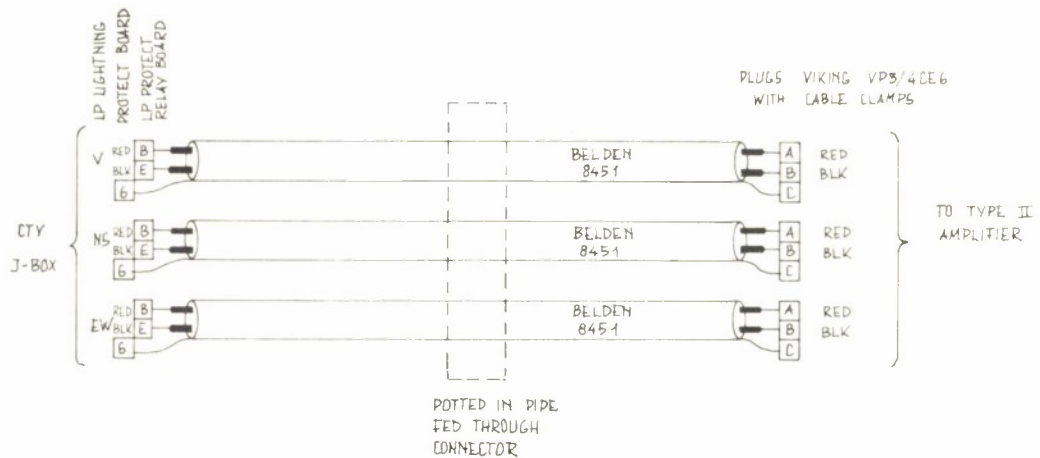 LP LIGHTNING
PROTECT BOARD
LP PROTECT
RELAY BOARD
PLUGS VIKING VP3/4CE6
WITH CABLE CLAMPS
CTY
J-BOX
V
RED B
BLK E
6
BELDEN
8451
A RED
B BLK
C
NS
RED B
BLK E
6
BELDEN
8451
A RED
B BLK
C
EW
RED B
BLK E
6
BELDEN
8451
A RED
B BLK
C
TO TYPE II
AMPLIFIER
POTTED IN PIPE
FED THROUGH
CONNECTOR